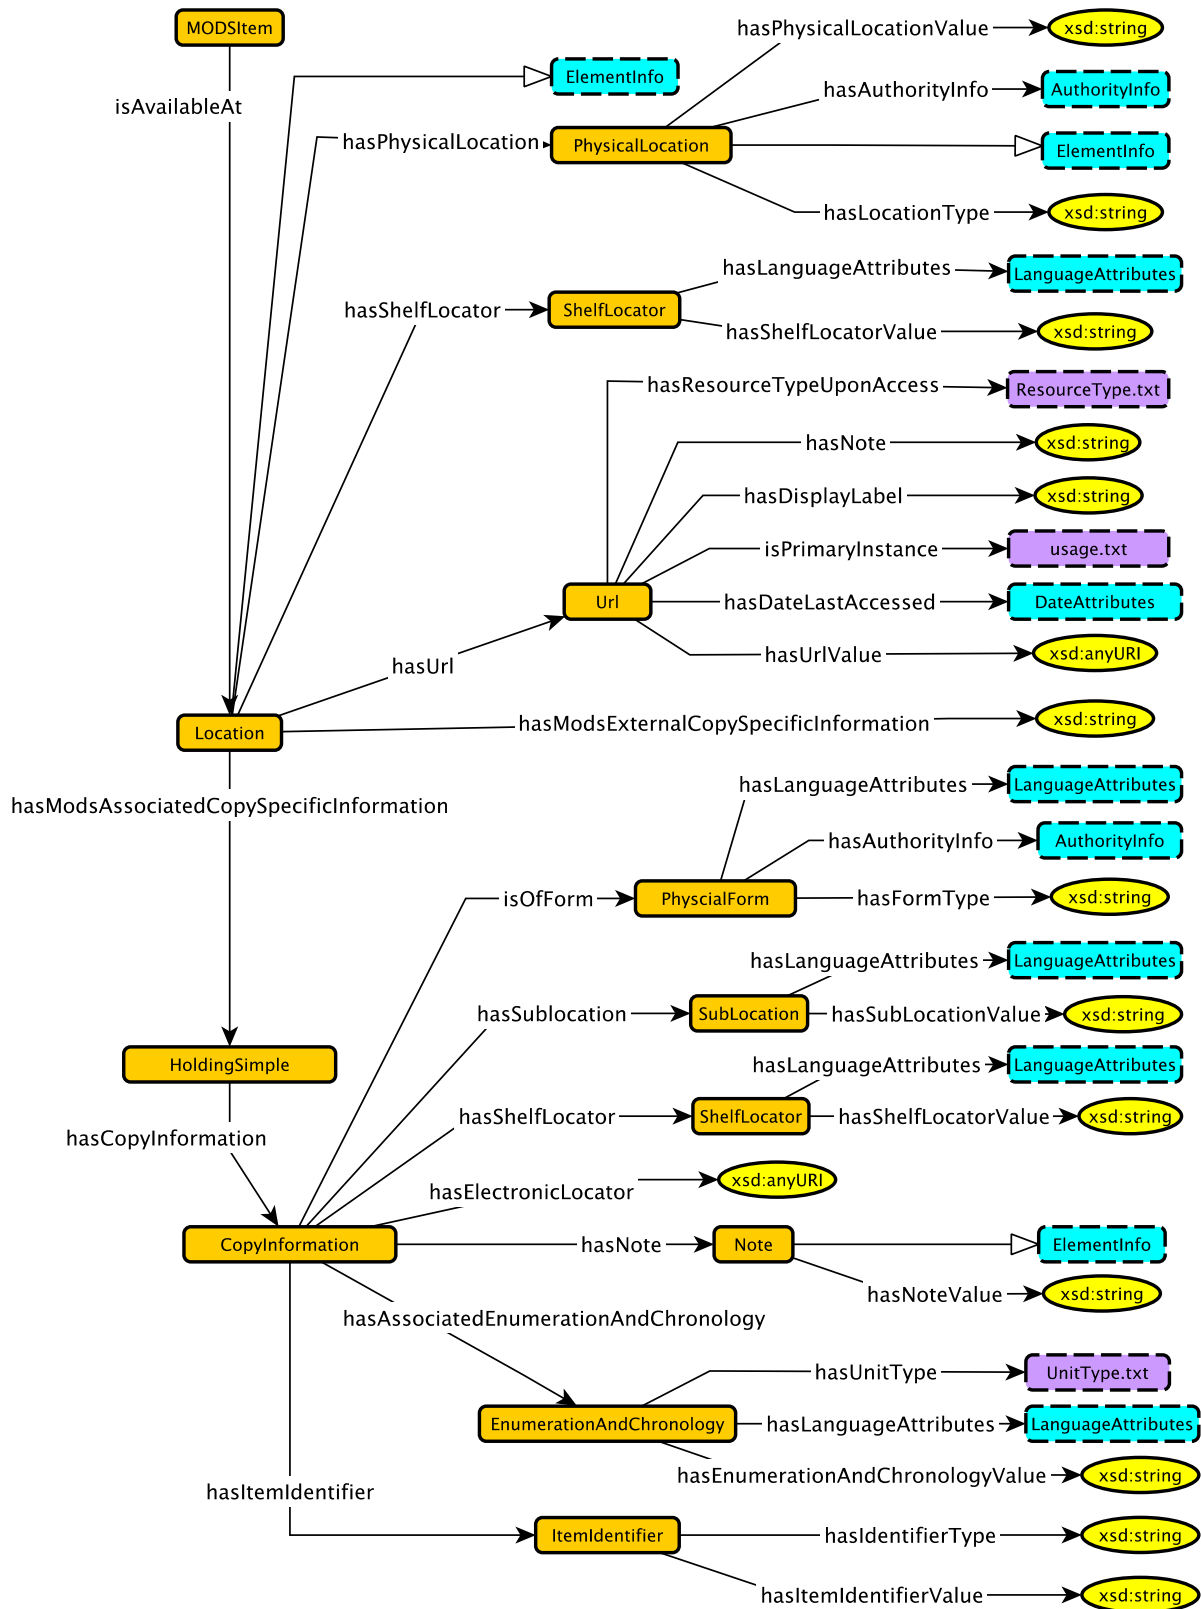 MODSItem
hasPhysicalLocationValue
xsd:string
ElementInfo
isAvailableAt
hasAuthorityInfo
AuthorityInfo
hasPhysicalLocation
PhysicalLocation
ElementInfo
hasLocationType
xsd:string
hasLanguageAttributes
LanguageAttributes
hasShelfLocator
ShelfLocator
hasShelfLocatorValue
xsd:string
hasResourceTypeUponAccess
ResourceType.txt
hasNote
xsd:string
hasDisplayLabel
xsd:string
isPrimaryInstance
usage.txt
Url
hasDateLastAccessed
DateAttributes
hasUrl
hasUrlValue
xsd:anyURI
Location
hasModsExternalCopySpecificInformation
xsd:string
hasModsAssociatedCopySpecificInformation
hasLanguageAttributes
LanguageAttributes
hasAuthorityInfo
AuthorityInfo
isOfForm
PhyscialForm
hasFormType
xsd:string
hasLanguageAttributes
LanguageAttributes
hasSublocation
SubLocation
hasSubLocationValue
xsd:string
HoldingSimple
hasLanguageAttributes
LanguageAttributes
hasCopyInformation
hasShelfLocator
ShelfLocator
hasShelfLocatorValue
xsd:string
hasElectronicLocator
xsd:anyURI
CopyInformation
hasNote
Note
ElementInfo
hasNoteValue
xsd:string
hasAssociatedEnumerationAndChronology
hasUnitType
UnitType.txt
EnumerationAndChronology
hasLanguageAttributes
LanguageAttributes
hasEnumerationAndChronologyValue
xsd:string
hasItemIdentifier
ItemIdentifier
hasIdentifierType
xsd:string
hasItemIdentifierValue
xsd:string